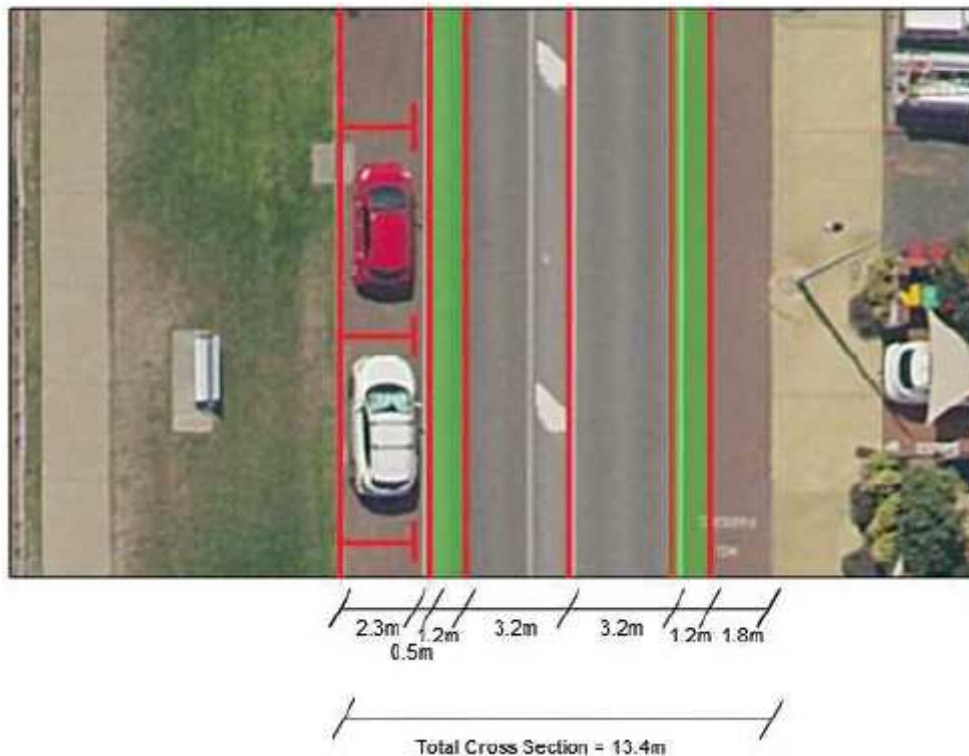 2.3m
0.5m
1.2m
3.2m
3.2m
1.2m
1.8m
Total Cross Section = 13.4m